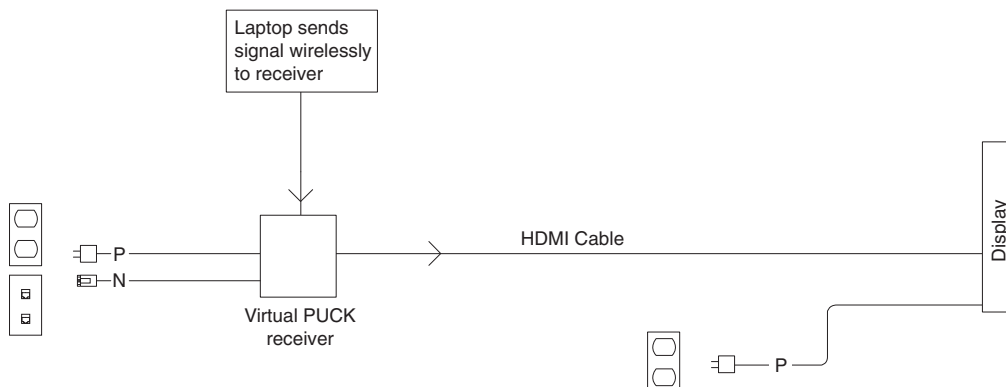 Laptop sends
signal wirelessly
to receiver
HDMI Cable
Display
P
N
Virtual PUCK
receiver
P